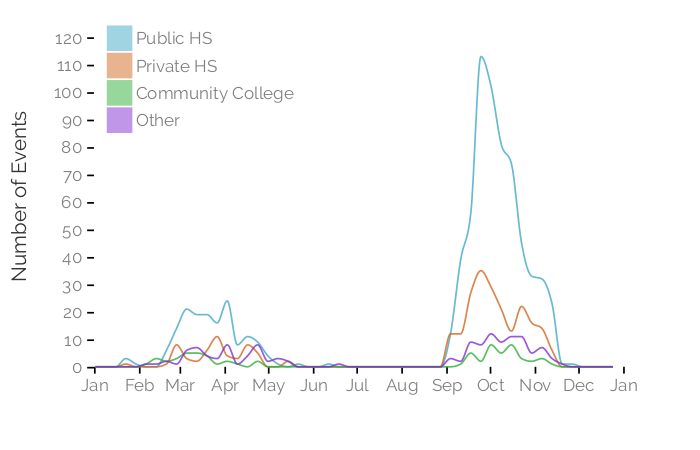 Number of Events
120
110
100
90
80
70
60
50
40
30
20
10
0
Public HS
Private HS
Community College
Other
Jan Feb Mar Apr May Jun Jul Aug Sep Oct Nov Dec Jan